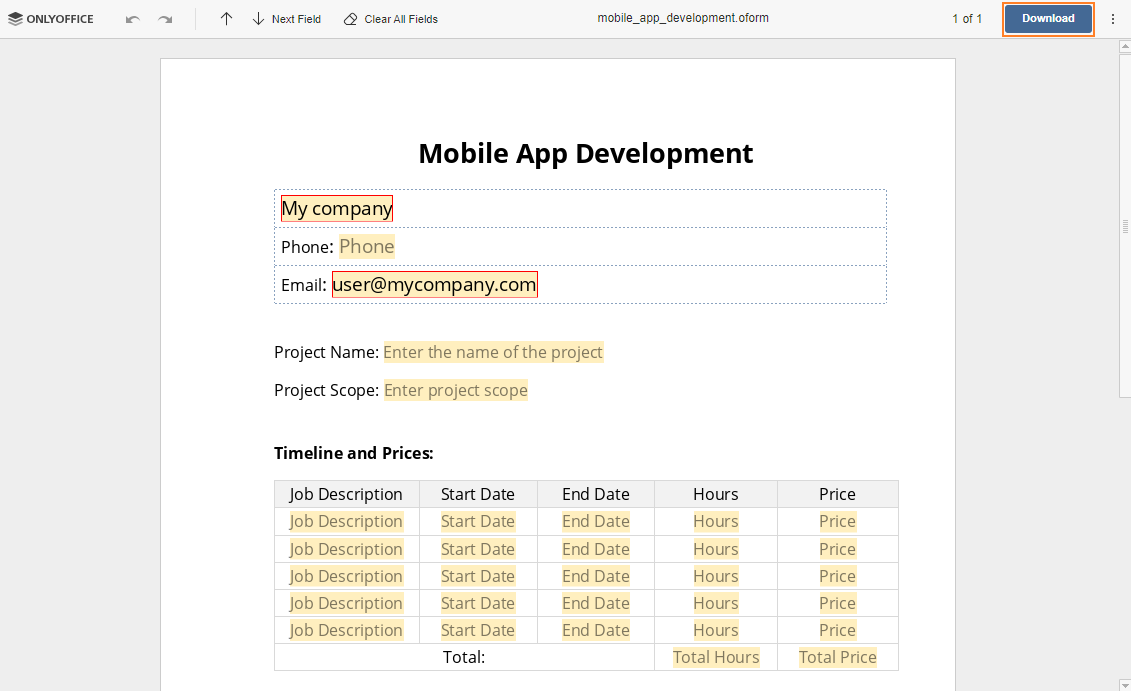 ONLYOFFICE Next Field Clear All Fields mobile_app_development.oform 1 of 1 Download
Mobile App Development
My company
Phone: Phone
Email: user@mycompany.com
Project Name: Enter the name of the project
Project Scope: Enter project scope
Timeline and Prices:
Job Description Start Date End Date Hours Price
Job Description Start Date End Date Hours Price
Job Description Start Date End Date Hours Price
Job Description Start Date End Date Hours Price
Job Description Start Date End Date Hours Price
Job Description Start Date End Date Hours Price
Total: Total Hours Total Price